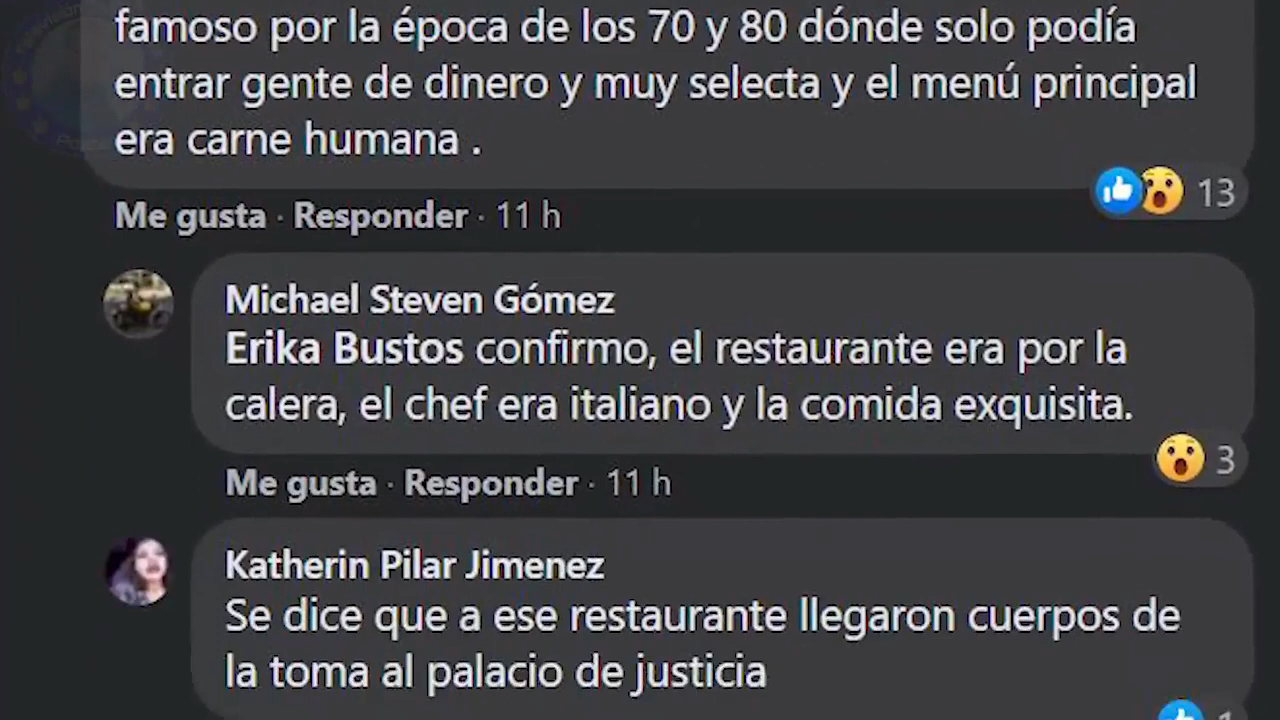 famoso por la época de los 70 y 80 dónde solo podía
entrar gente de dinero y muy selecta y el menú principal
era carne humana .
Me gusta · Responder · 11 h
13
Michael Steven Gómez
Erika Bustos confirmo, el restaurante era por la
calera, el chef era italiano y la comida exquisita.
3
Me gusta · Responder · 11 h
Katherin Pilar Jimenez
Se dice que a ese restaurante llegaron cuerpos de
la toma al palacio de justicia
1